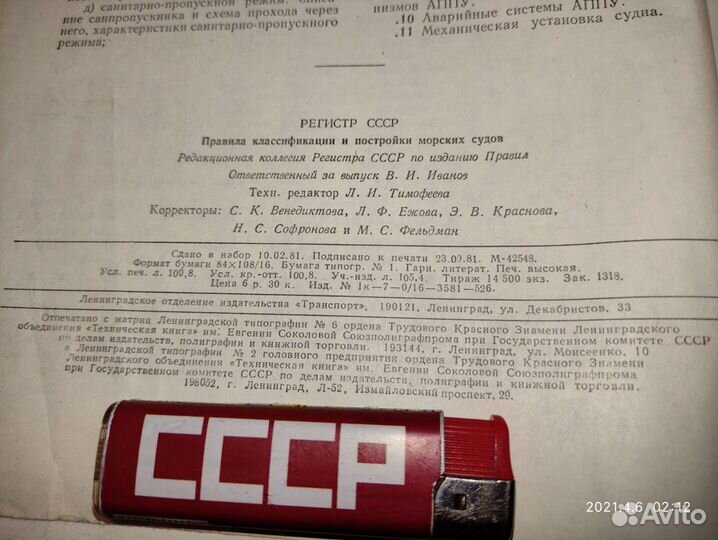 д) санитарно-пропускной режим.
ние санпропускника и схема прохода через
него, характеристики санитарно-пропускного
режима;
низмов АППУ.
.10 Аварийные системы АППУ.
.11 Механическая установка судна.
РЕГИСТР СССР
Правила классификации и постройки морских судов
Редакционная коллегия Регистра СССР по изданию Правил
Ответственный за выпуск В. И. Иванов
Техн. редактор Л. И. Тимофеева
Корректоры: С. К. Венедиктова, Л. Ф. Ежова, Э. В. Краснова,
Н. С. Софронова и М. С. Фельдман
Сдано в набор 10.02.81. Подписано к печати 23.09.81. М-42548.
Формат бумаги 84×108/16. Бумага типогр. № 1. Гарн. литерат. Печ. высокая.
Усл. печ. л. 100,8. Усл. кр.-отт. 100,8. Уч.-изд. л. 105,4. Тираж 14 500 экз. Зак. 1318.
Цена 6 р. 30 к. Изд. № 1к—7—0/16—3581—526.
Ленинградское отделение издательства «Транспорт», 190121, Ленинград, ул. Декабристов, 33
Отпечатано с матриц Ленинградской типографии № 6 ордена Трудового Красного Знамени Ленинградского
объединения «Техническая книга» им. Евгении Соколовой Союзполиграфпрома при Государственном комитете СССР
по делам издательств, полиграфии и книжной торговли. 193144, г. Ленинград, ул. Моисеенко, 10
в Ленинградской типографии № 2 головного предприятия ордена Трудового Красного Знамени
Ленинградского объединения «Техническая книга» им. Евгении Соколовой Союзполиграфпрома
при Государственном комитете СССР по делам издательств, полиграфии и книжной торговли.
198052, г. Ленинград, Л-52, Измайловский проспект, 29.
СССР
2021.4.6 02:12
Avito